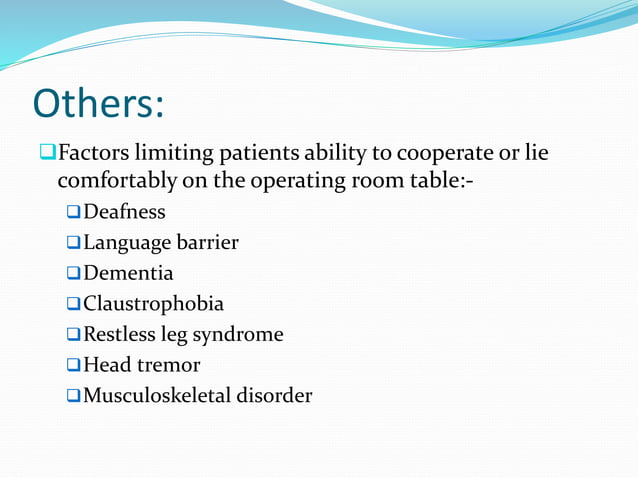 Others:
Factors limiting patients ability to cooperate or lie
comfortably on the operating room table:-
Deafness
Language barrier
Dementia
Claustrophobia
Restless leg syndrome
Head tremor
Musculoskeletal disorder